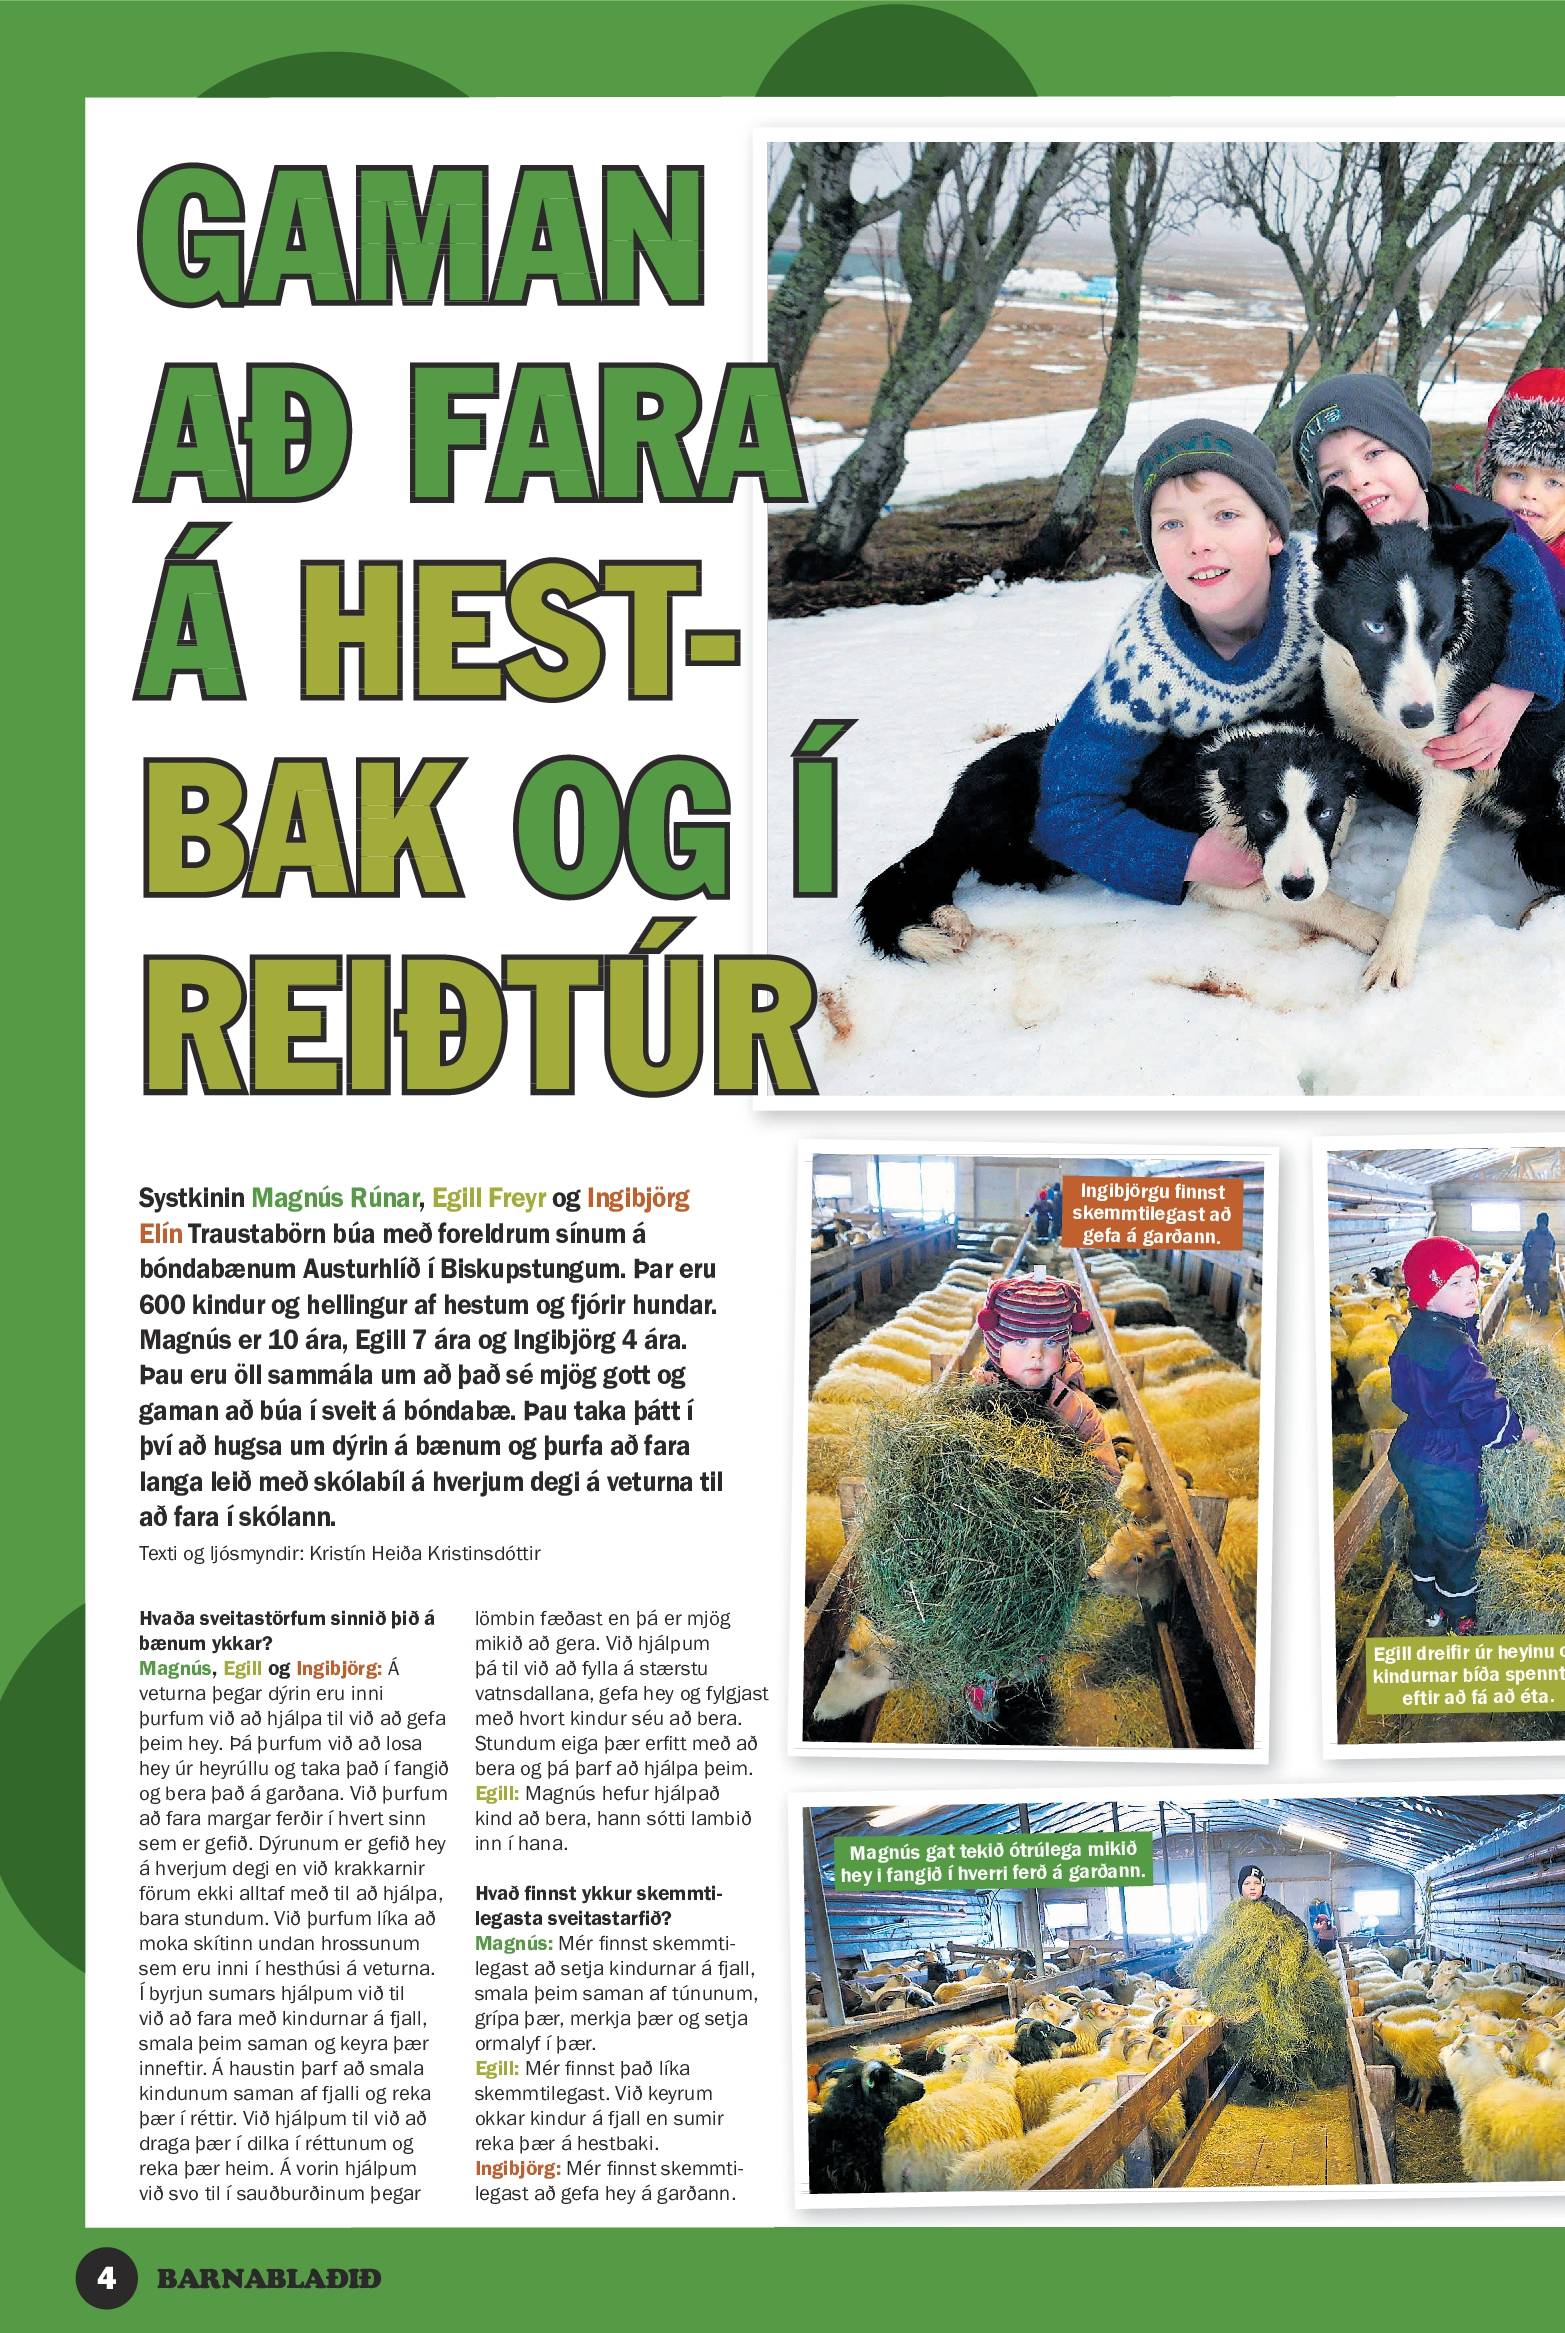 GAMAN
AÐ FARA
Á HEST-
BAK OG Í
REIÐTÚR
Systkinin Magnús Rúnar, Egill Freyr og Ingibjörg
Elín Traustabörn búa með foreldrum sínum á
bóndabænum Austurhlíð í Biskupstungum. Þar eru
600 kindur og hellingur af hestum og fjórir hundar.
Magnús er 10 ára, Egill 7 ára og Ingibjörg 4 ára.
Þau eru öll sammála um að það sé mjög gott og
gaman að búa í sveit á bóndabæ. Þau taka þátt í
því að hugsa um dýrin á bænum og þurfa að fara
langa leið með skólabíl á hverjum degi á veturna til
að fara í skólann.
Texti og ljósmyndir: Kristín Heiða Kristinsdóttir
Hvaða sveitastörfum sinnið þið á
bænum ykkar?
Magnús, Egill og Ingibjörg: Á
veturna þegar dýrin eru inni
þurfum við að hjálpa til við að gefa
þeim hey. Þá þurfum við að losa
hey úr heyrúllu og taka það í fangið
og bera það á garðana. Við þurfum
að fara margar ferðir í hvert sinn
sem er gefið. Dýrunum er gefið hey
á hverjum degi en við krakkarnir
förum ekki alltaf með til að hjálpa,
bara stundum. Við þurfum líka að
moka skítinn undan hrossunum
sem eru inni í hesthúsi á veturna.
Í byrjun sumars hjálpum við til
við að fara með kindurnar á fjall,
smala þeim saman og keyra þær
inneftir. Á haustin þarf að smala
kindunum saman af fjalli og reka
þær í réttir. Við hjálpum til við að
draga þær í dilka í réttunum og
reka þær heim. Á vorin hjálpum
við svo til í sauðburðinum þegar
lömbin fæðast en þá er mjög
mikið að gera. Við hjálpum
þá til við að fylla á stærstu
vatnsdallana, gefa hey og fylgjast
með hvort kindur séu að bera.
Stundum eiga þær erfitt með að
bera og þá þarf að hjálpa þeim.
Egill: Magnús hefur hjálpað
kind að bera, hann sótti lambið
inn í hana.
Hvað finnst ykkur skemmti-
legasta sveitastarfið?
Magnús: Mér finnst skemmti-
legast að setja kindurnar á fjall,
smala þeim saman af túnunum,
grípa þær, merkja þær og setja
ormalyf í þær.
Egill: Mér finnst það líka
skemmtilegast. Við keyrum
okkar kindur á fjall en sumir
reka þær á hestbaki.
Ingibjörg: Mér finnst skemmti-
legast að gefa hey á garðann.
Ingibjörgu finnst
skemmtilegast að
gefa á garðann.
Egill dreifir úr heyinu
kindurnar bíða spennt
eftir að fá að éta.
Magnús gat tekið ótrúlega mikið
hey i fangið í hverri ferð á garðann.
4 BARNABLAÐIÐ